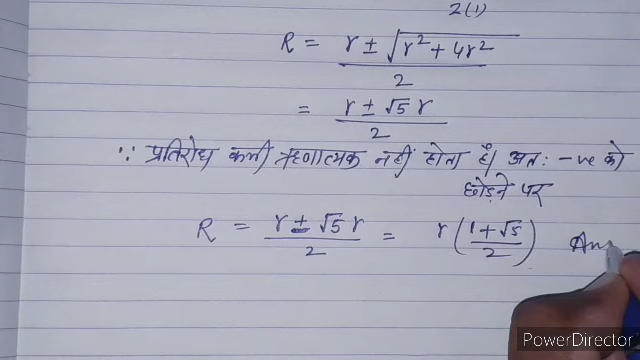 2(1)
R = r ± √r² + 4r² / 2
= r ± √5 r / 2
∵ प्रतिरोध कभी ऋणात्मक नहीं होता है। अतः -ve को
छोड़ने पर
R = r ± √5 r / 2 = r ( 1 + √5 / 2 ) Ans
PowerDirector